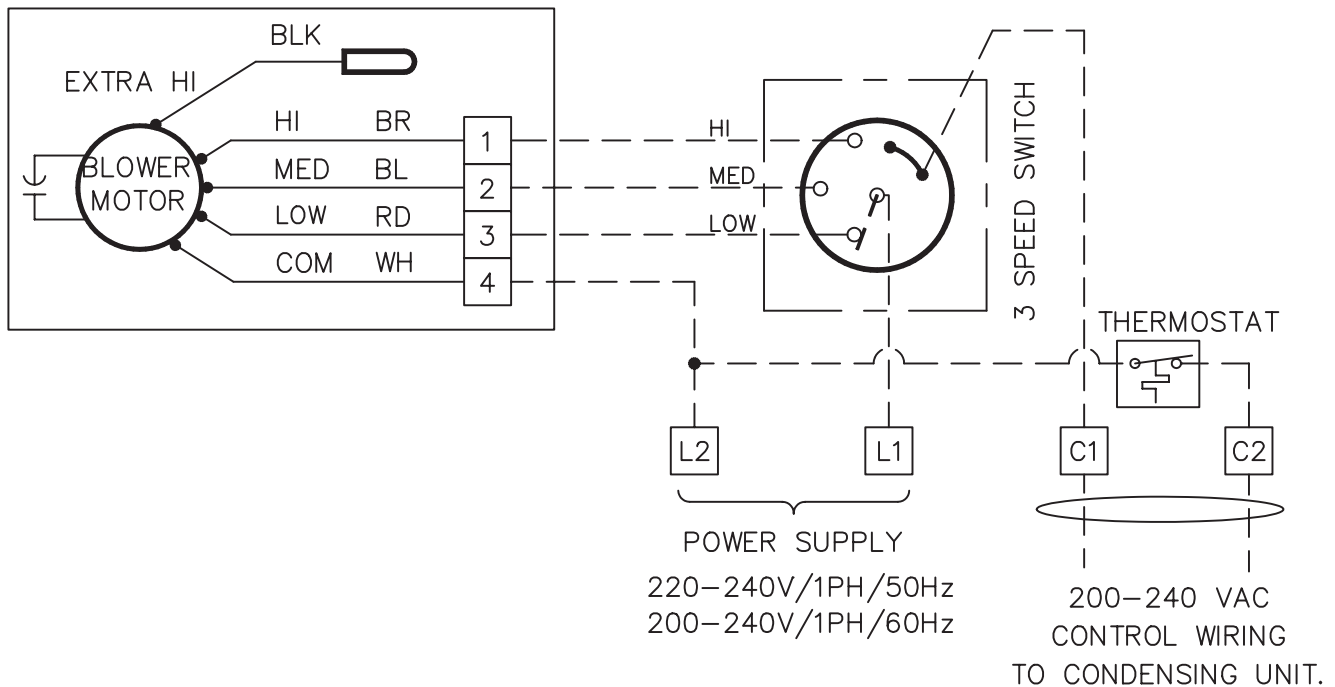 BLK
EXTRA HI
HI BR
MED BL
LOW RD
COM WH
BLOWER
MOTOR
1
2
3
4
HI
MED
LOW
3 SPEED SWITCH
THERMOSTAT
L2
L1
C1
C2
POWER SUPPLY
220-240V/1PH/50Hz
200-240V/1PH/60Hz
200-240 VAC
CONTROL WIRING
TO CONDENSING UNIT.